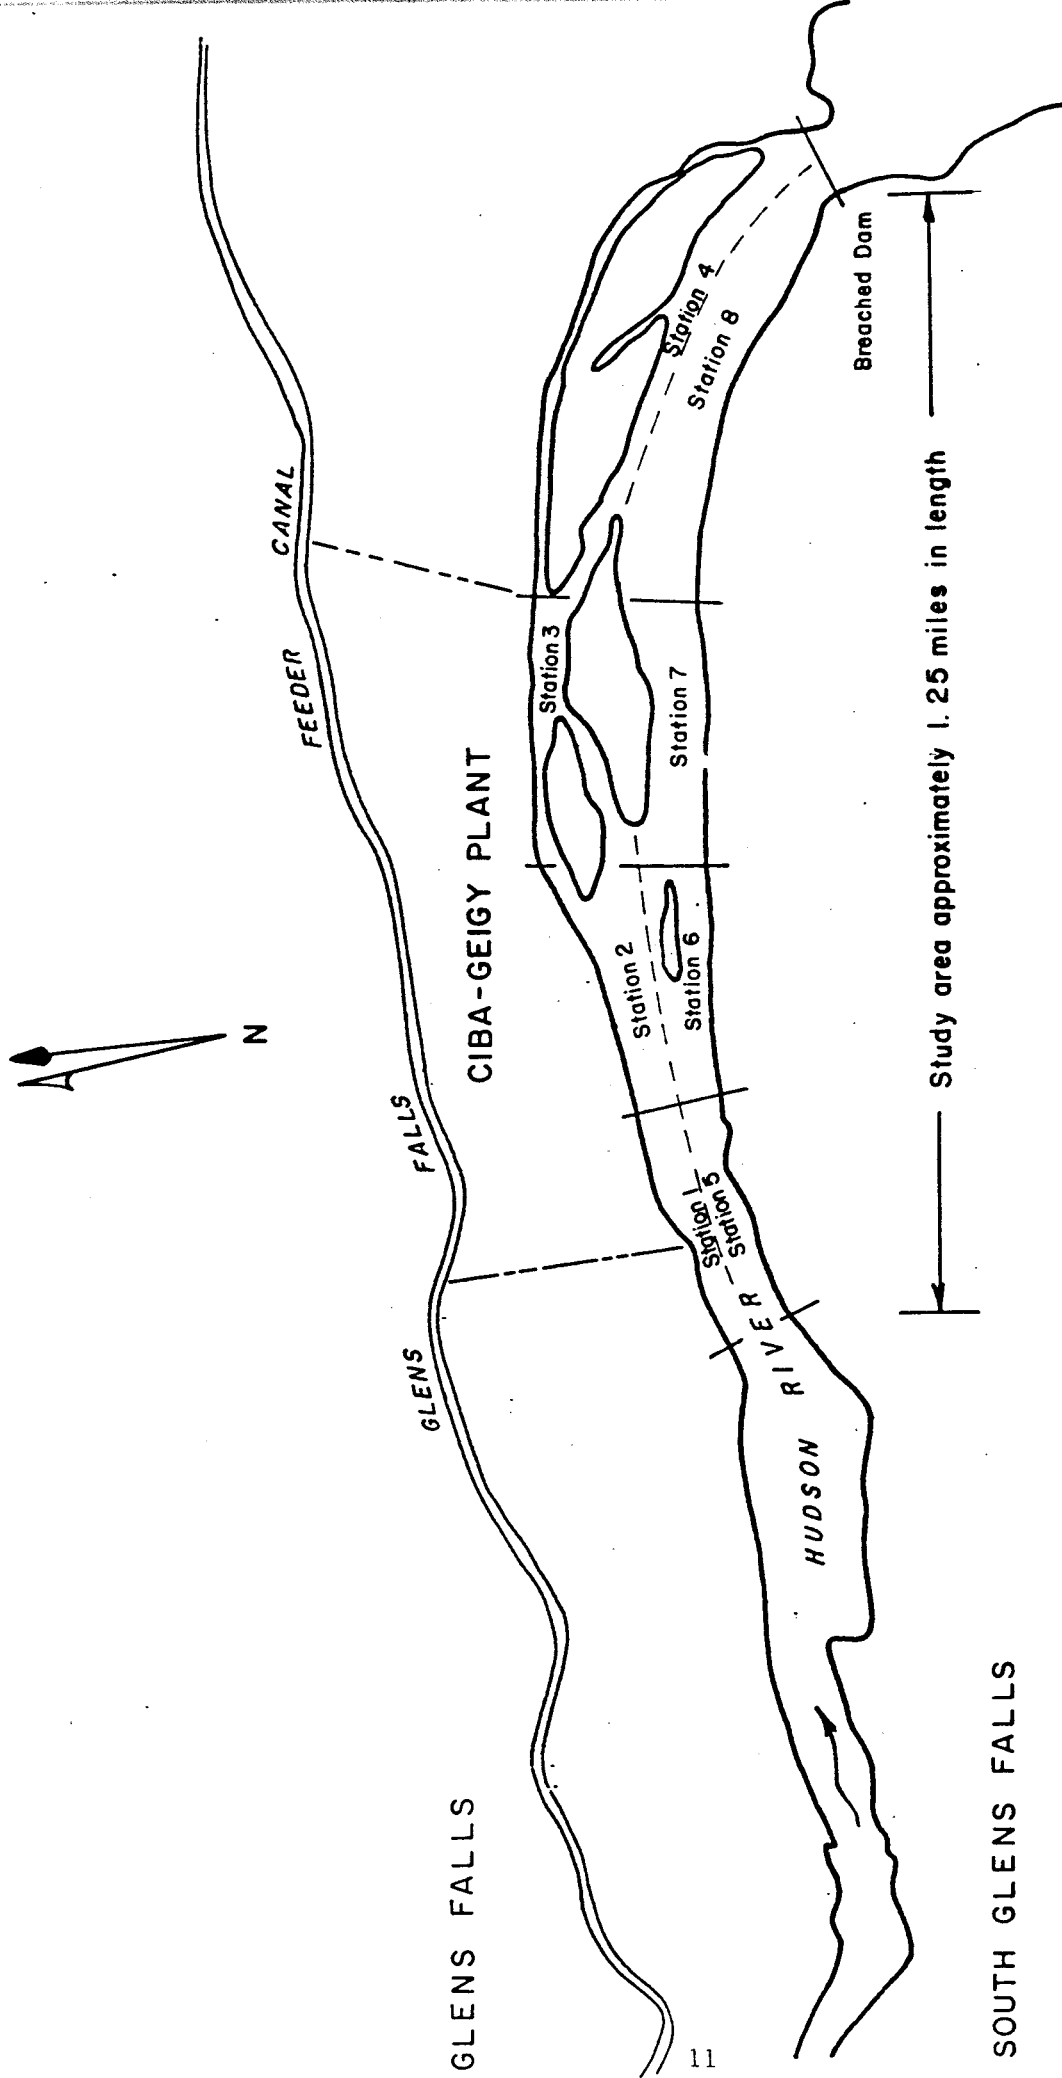 N
GLENS FALLS FEEDER CANAL
GLENS FALLS
CIBA-GEIGY PLANT
HUDSON RIVER
Station 1
Station 5
Station 2
Station 6
Station 3
Station 7
Station 4
Station 8
Breached Dam
Study area approximately 1.25 miles in length
SOUTH GLENS FALLS
11